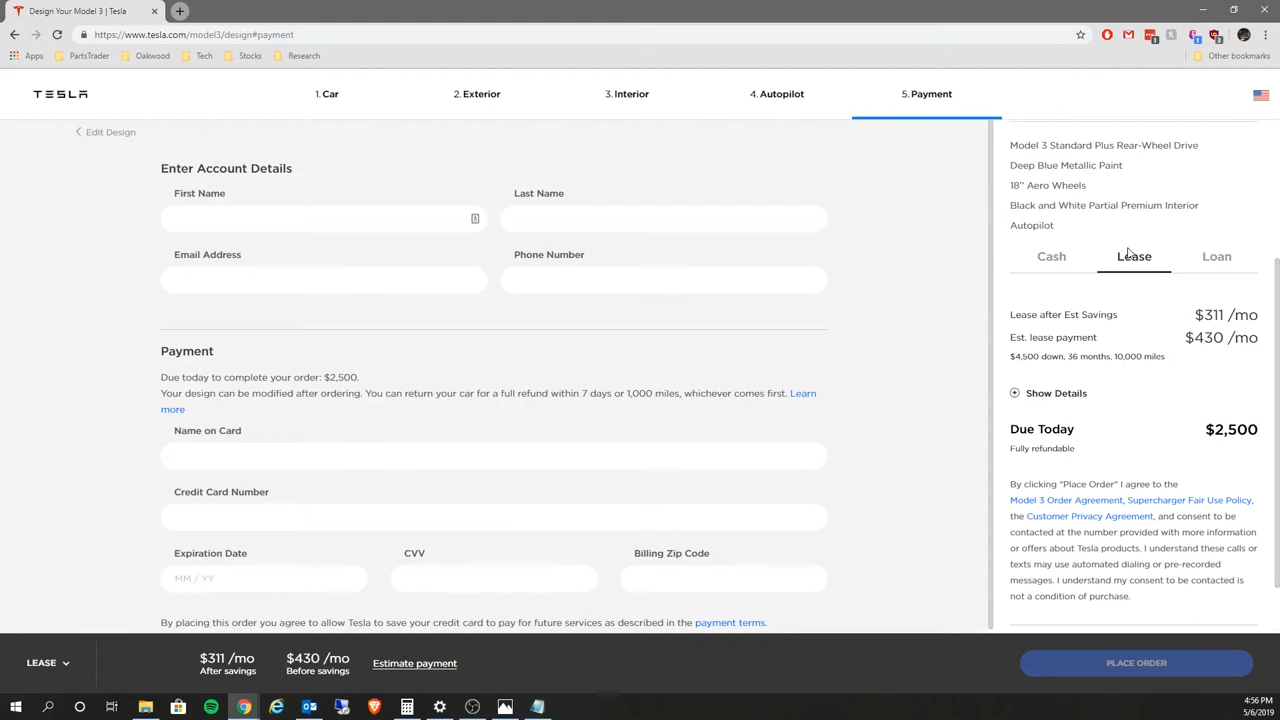 Design Your Model 3 | Tesla
https://www.tesla.com/model3/design#payment
Apps PartsTrader Oakwood Tech Stocks Research Other bookmarks
TESLA 1. Car 2. Exterior 3. Interior 4. Autopilot 5. Payment
Edit Design
Enter Account Details
First Name Last Name
Email Address Phone Number
Payment
Due today to complete your order: $2,500.
Your design can be modified after ordering. You can return your car for a full refund within 7 days or 1,000 miles, whichever comes first. Learn
more
Name on Card
Credit Card Number
Expiration Date CVV Billing Zip Code
MM / YY
By placing this order you agree to allow Tesla to save your credit card to pay for future services as described in the payment terms.
Model 3 Standard Plus Rear-Wheel Drive
Deep Blue Metallic Paint
18” Aero Wheels
Black and White Partial Premium Interior
Autopilot
Cash Lease Loan
Lease after Est Savings $311 /mo
Est. lease payment $430 /mo
$4,500 down, 36 months, 10,000 miles
Show Details
Due Today $2,500
Fully refundable
By clicking "Place Order" I agree to the
Model 3 Order Agreement, Supercharger Fair Use Policy,
the Customer Privacy Agreement, and consent to be
contacted at the number provided with more information
or offers about Tesla products. I understand these calls or
texts may use automated dialing or pre-recorded
messages. I understand my consent to be contacted is
not a condition of purchase.
LEASE $311 /mo $430 /mo Estimate payment PLACE ORDER
After savings Before savings
4:56 PM
5/6/2019